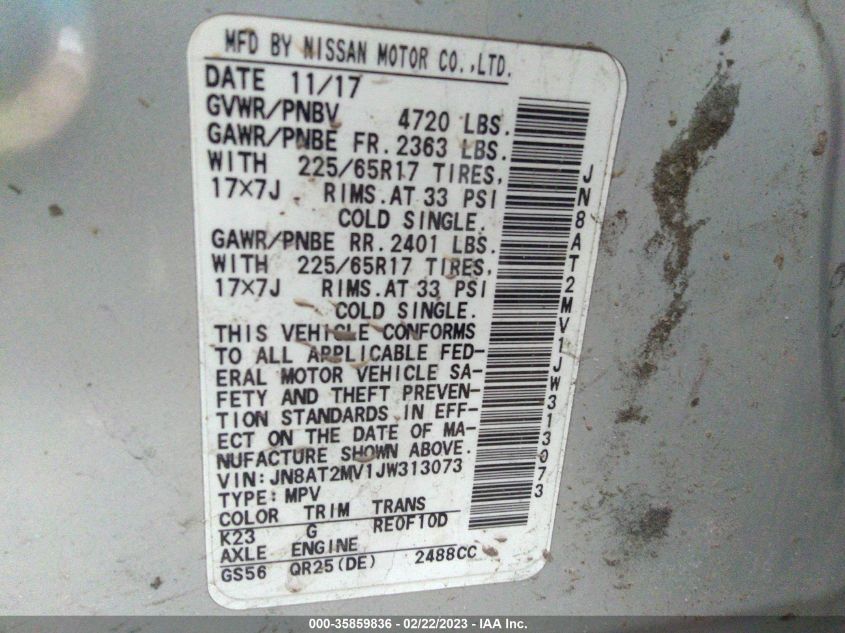 MFD BY NISSAN MOTOR CO.,LTD.
DATE 11/17
GVWR/PNBV 4720 LBS.
GAWR/PNBE FR. 2363 LBS.
WITH 225/65R17 TIRES,
17×7J RIMS. AT 33 PSI
COLD SINGLE.
GAWR/PNBE RR. 2401 LBS.
WITH 225/65R17 TIRES,
17×7J RIMS. AT 33 PSI
COLD SINGLE.
THIS VEHICLE CONFORMS
TO ALL APPLICABLE FED-
ERAL MOTOR VEHICLE SA-
FETY AND THEFT PREVEN-
TION STANDARDS IN EFF-
ECT ON THE DATE OF MA-
NUFACTURE SHOWN ABOVE.
VIN: JN8AT2MV1JW313073
TYPE: MPV
COLOR TRIM TRANS
K23 G RE0F10D
AXLE ENGINE
GS56 QR25(DE) 2488CC
JN8AT2MV1JW313073
000-35859836 - 02/22/2023 - IAA Inc.